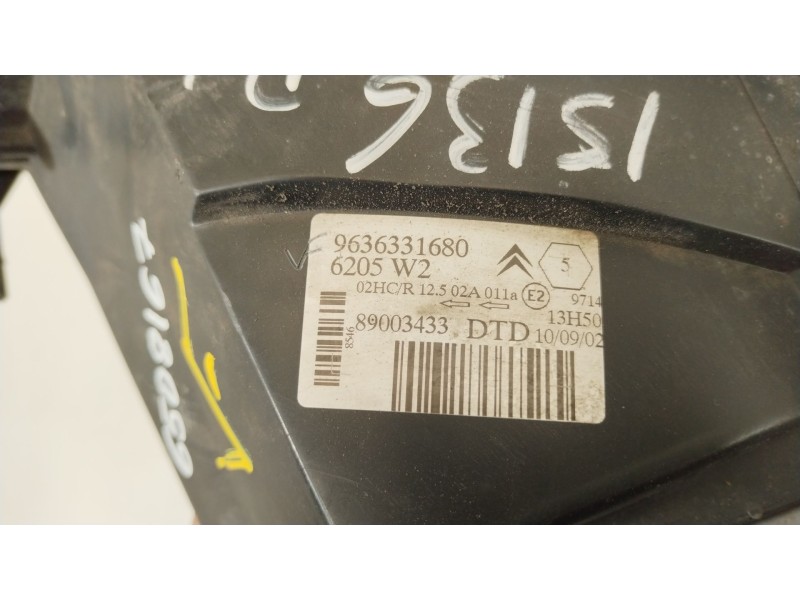 15136 D
9636331680
6205 W2
5
02HC/R 12.5 02A 011a E2 9714
13H50
89003433 DTD 10/09/02
8546